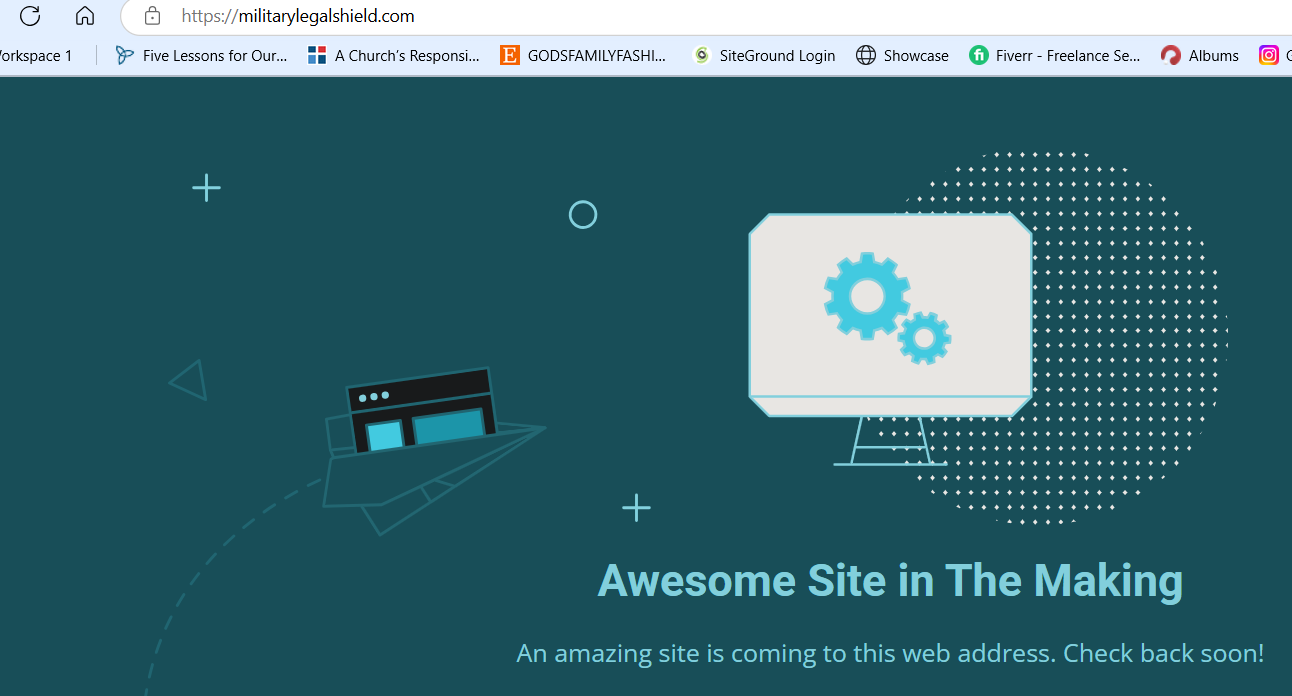 https://militarylegalshield.com
orkspace 1 Five Lessons for Our... A Church's Responsi... E GODSFAMILYFASHI... SiteGround Login Showcase fi Fiverr - Freelance Se... Albums
Awesome Site in The Making
An amazing site is coming to this web address. Check back soon!